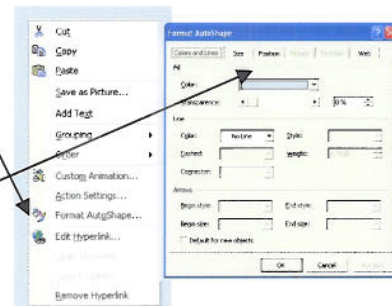 Cut
Copy
Paste
Save as Picture...
Add Text
Grouping
Order
Custom Animation...
Action Settings...
Format AutoShape...
Edit Hyperlink...
Remove Hyperlink
Format AutoShape
Colors and Lines Size Position Web
Fill
Color:
Transparency: 0 %
Line
Color: No Line Style:
Dashed: Weight:
Connector:
Arrows
Begin style: End style:
Begin size: End size:
Default for new objects
OK Cancel